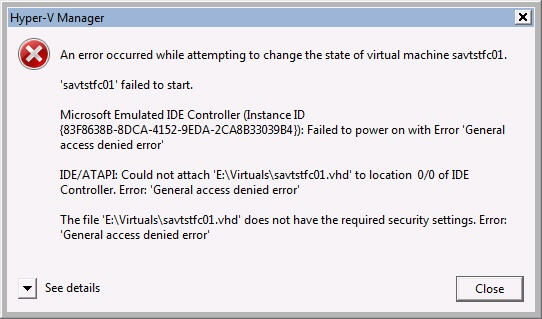 Hyper-V Manager
An error occurred while attempting to change the state of virtual machine savtstfc01.
'savtstfc01' failed to start.
Microsoft Emulated IDE Controller (Instance ID
{83F8638B-8DCA-4152-9EDA-2CA8B33039B4}): Failed to power on with Error 'General
access denied error'
IDE/ATAPI: Could not attach 'E:\Virtuals\savtstfc01.vhd' to location 0/0 of IDE
Controller. Error: 'General access denied error'
The file 'E:\Virtuals\savtstfc01.vhd' does not have the required security settings. Error:
'General access denied error'
See details
Close